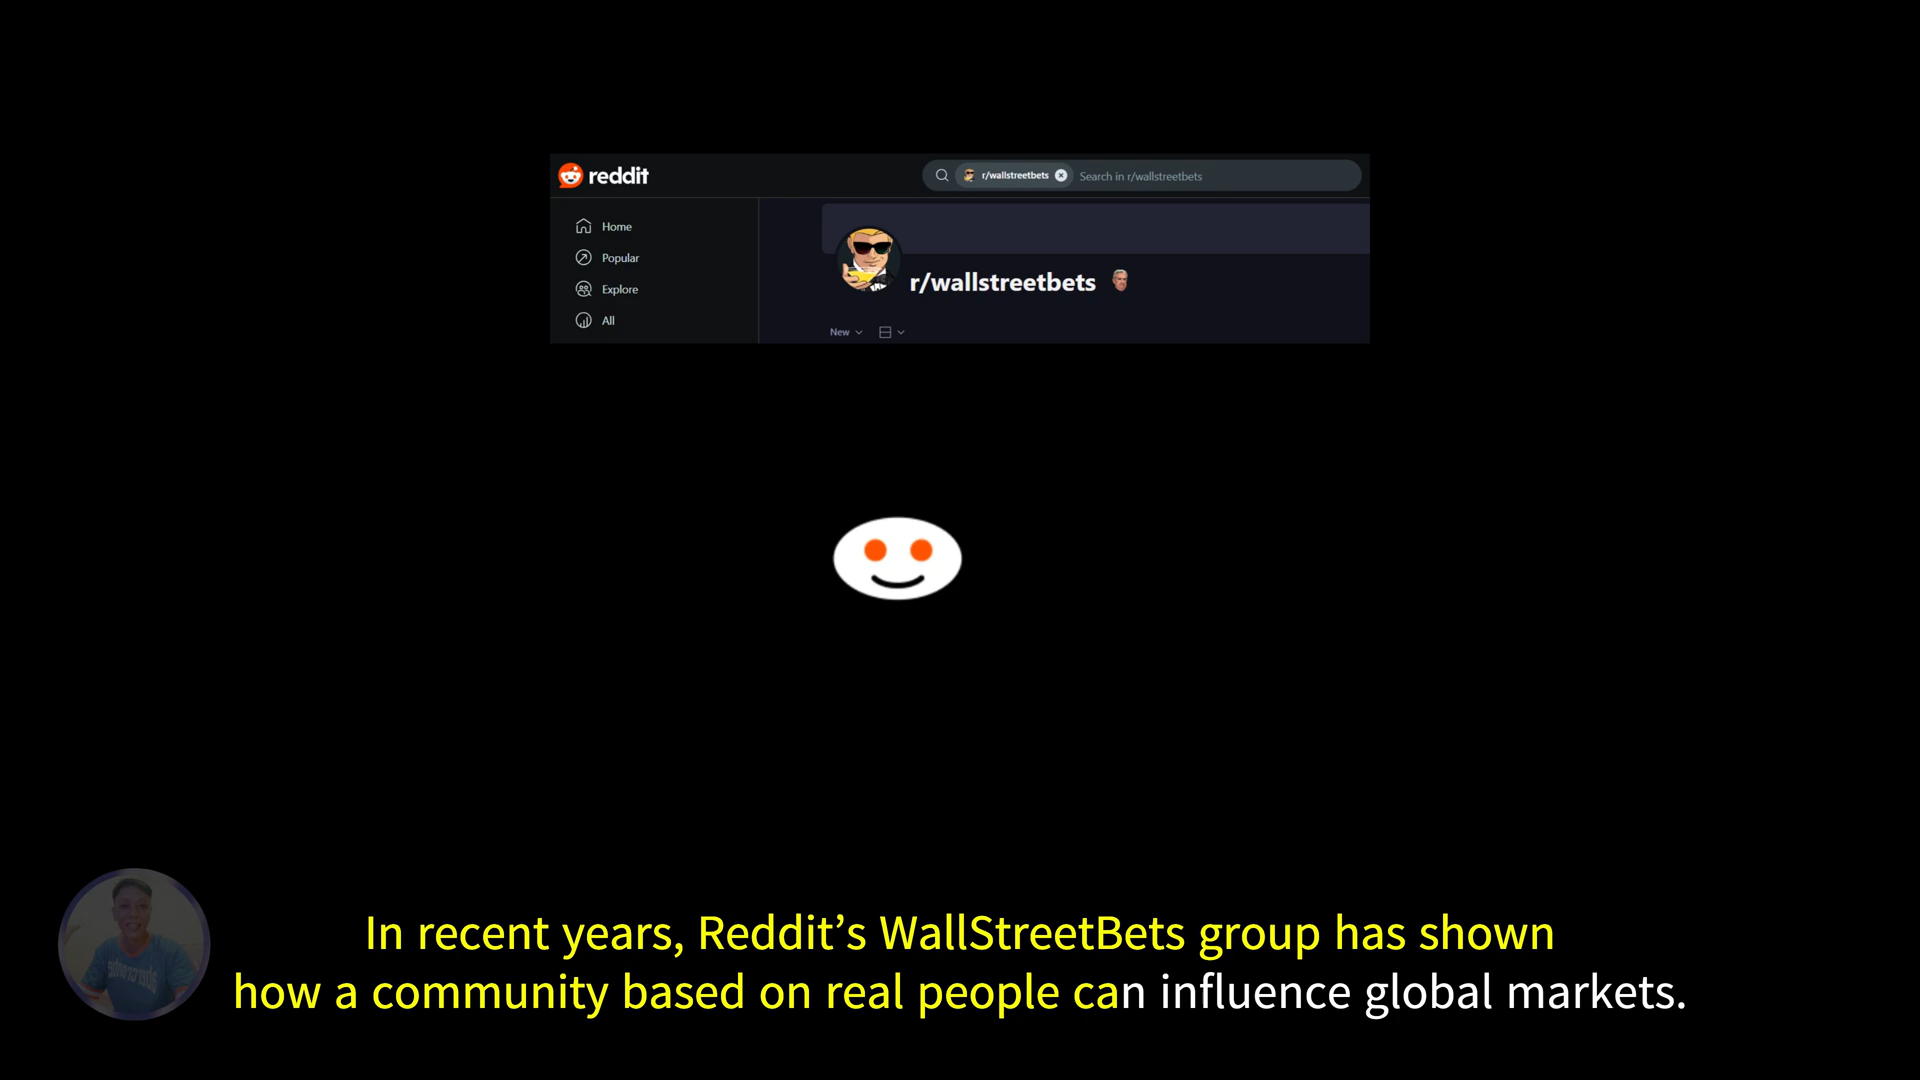 reddit
r/wallstreetbets Search in r/wallstreetbets
Home
Popular
Explore
All
r/wallstreetbets
New
In recent years, Reddit’s WallStreetBets group has shown
how a community based on real people can influence global markets.